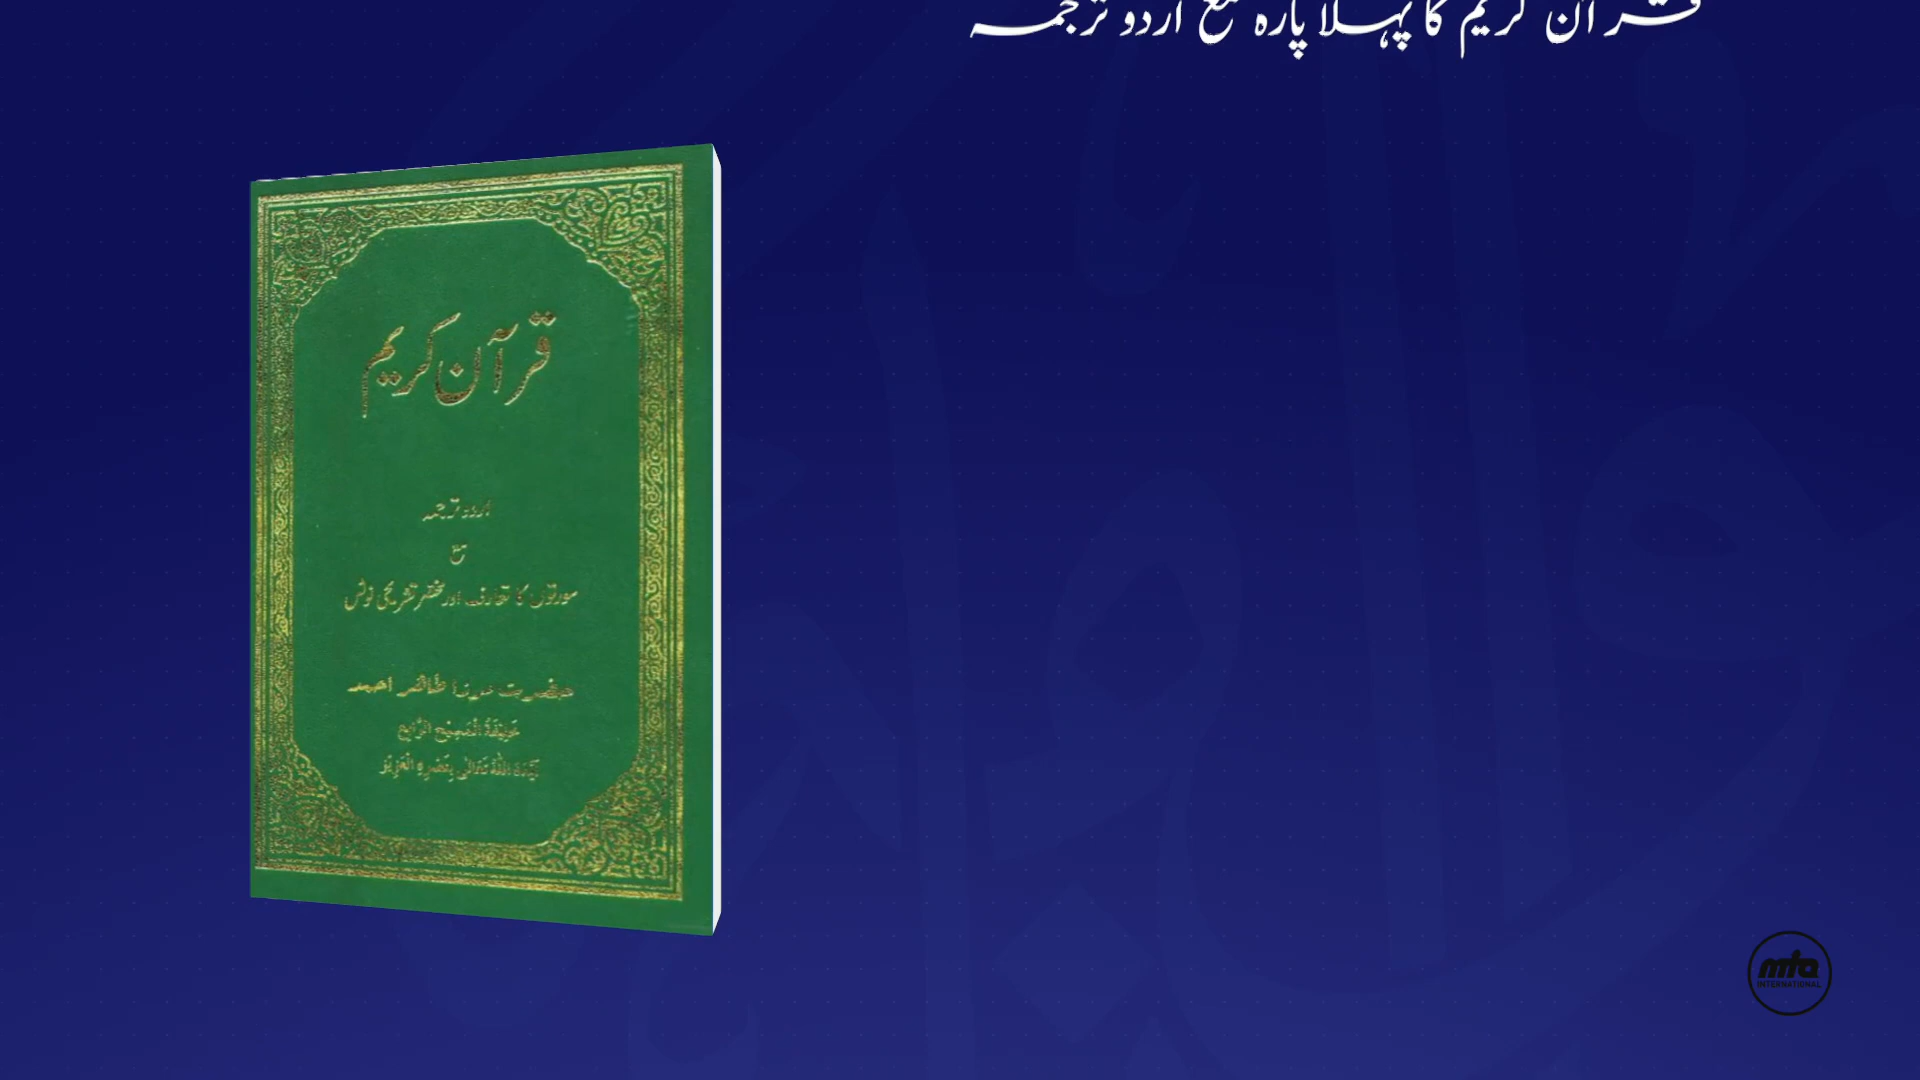 قرآن کریم کا پہلا پارہ مع اردو ترجمہ
قرآن کریم
اردو ترجمہ
مع
سورتوں کا تعارف اور مختصر تشریحی نوٹس
حضرت مرزا طاہر احمد
خلیفۃ المسیح الرابع
ایدہ اللہ تعالی بنصرہ العزیز
mta
INTERNATIONAL